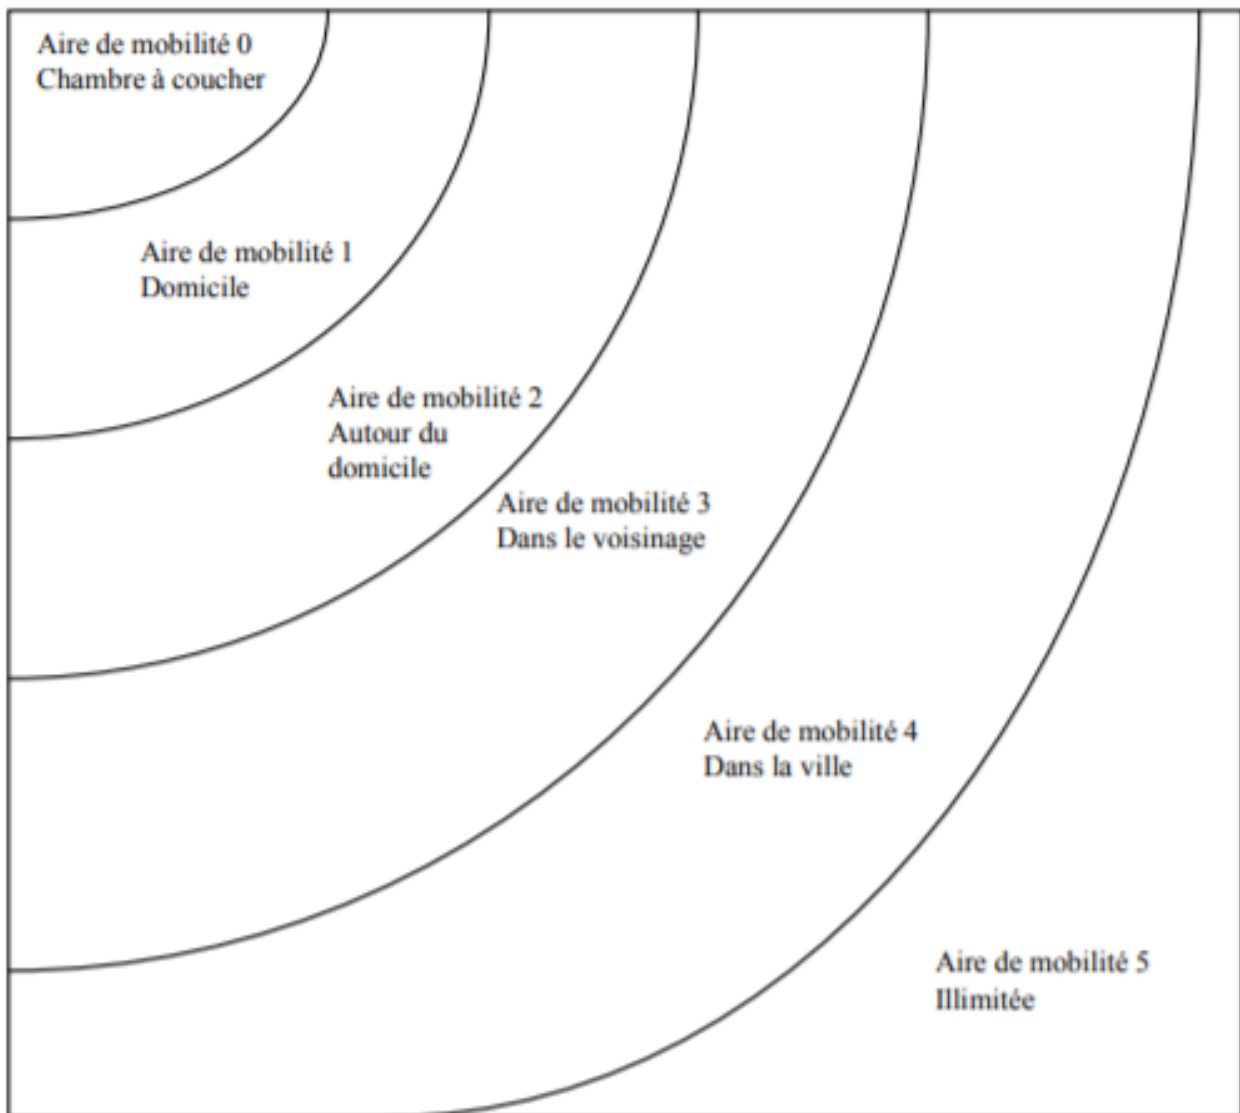 Aire de mobilité 0
Chambre à coucher
Aire de mobilité 1
Domicile
Aire de mobilité 2
Autour du
domicile
Aire de mobilité 3
Dans le voisinage
Aire de mobilité 4
Dans la ville
Aire de mobilité 5
Illimitée